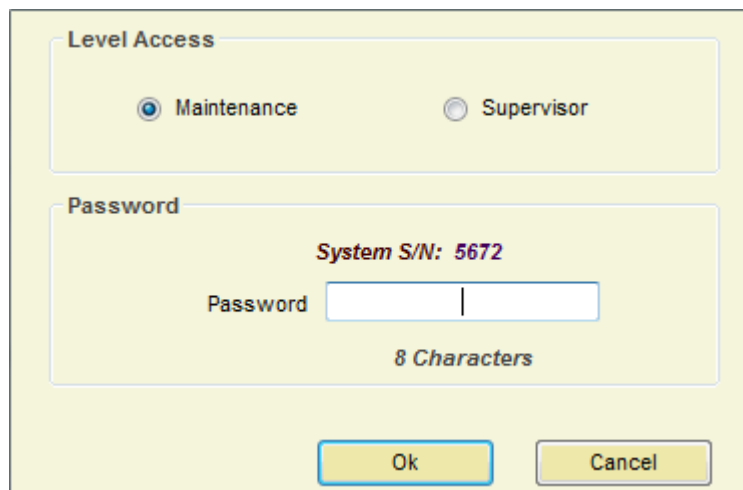 Level Access
Maintenance Supervisor
Password
System S/N: 5672
Password
8 Characters
Ok Cancel